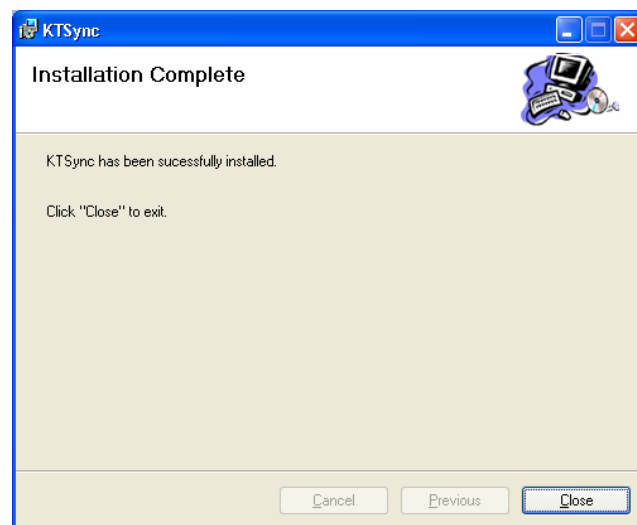 KTSync
Installation Complete
KTSync has been sucessfully installed.
Click "Close" to exit.
Cancel Previous Close